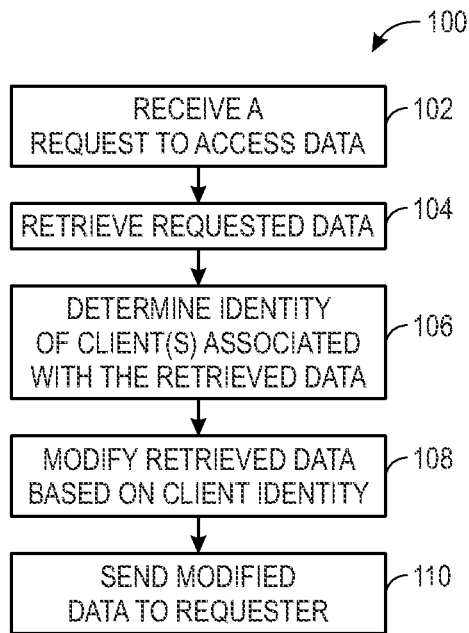 100
RECEIVE A
REQUEST TO ACCESS DATA
102
RETRIEVE REQUESTED DATA
104
DETERMINE IDENTITY
OF CLIENT(S) ASSOCIATED
WITH THE RETRIEVED DATA
106
MODIFY RETRIEVED DATA
BASED ON CLIENT IDENTITY
108
SEND MODIFIED
DATA TO REQUESTER
110